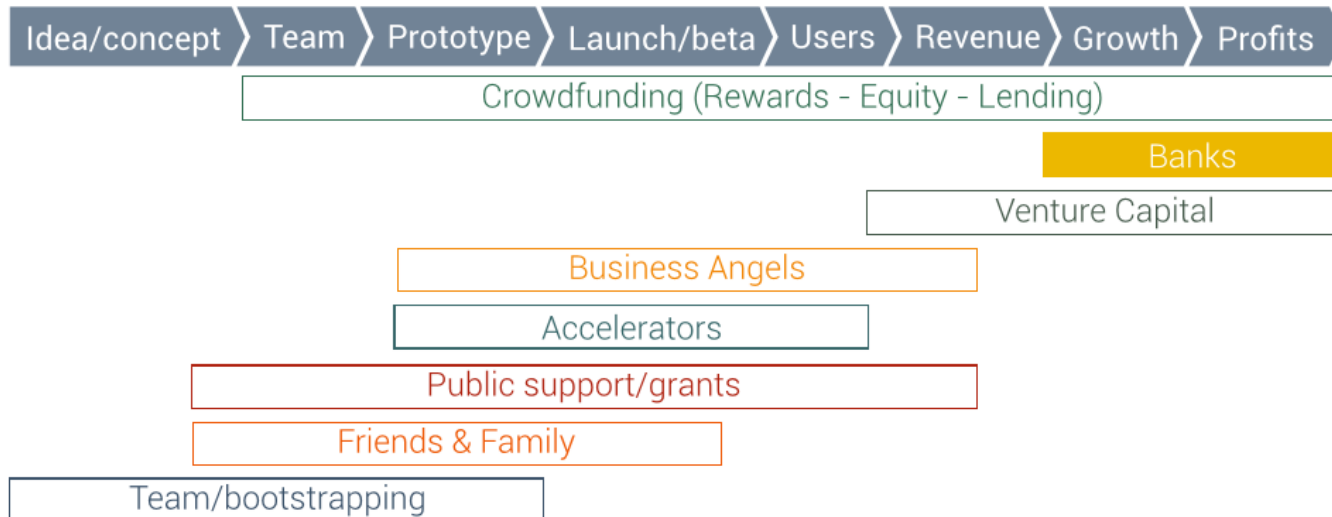 Idea/concept Team Prototype Launch/beta Users Revenue Growth Profits
Crowdfunding (Rewards - Equity - Lending)
Banks
Venture Capital
Business Angels
Accelerators
Public support/grants
Friends & Family
Team/bootstrapping